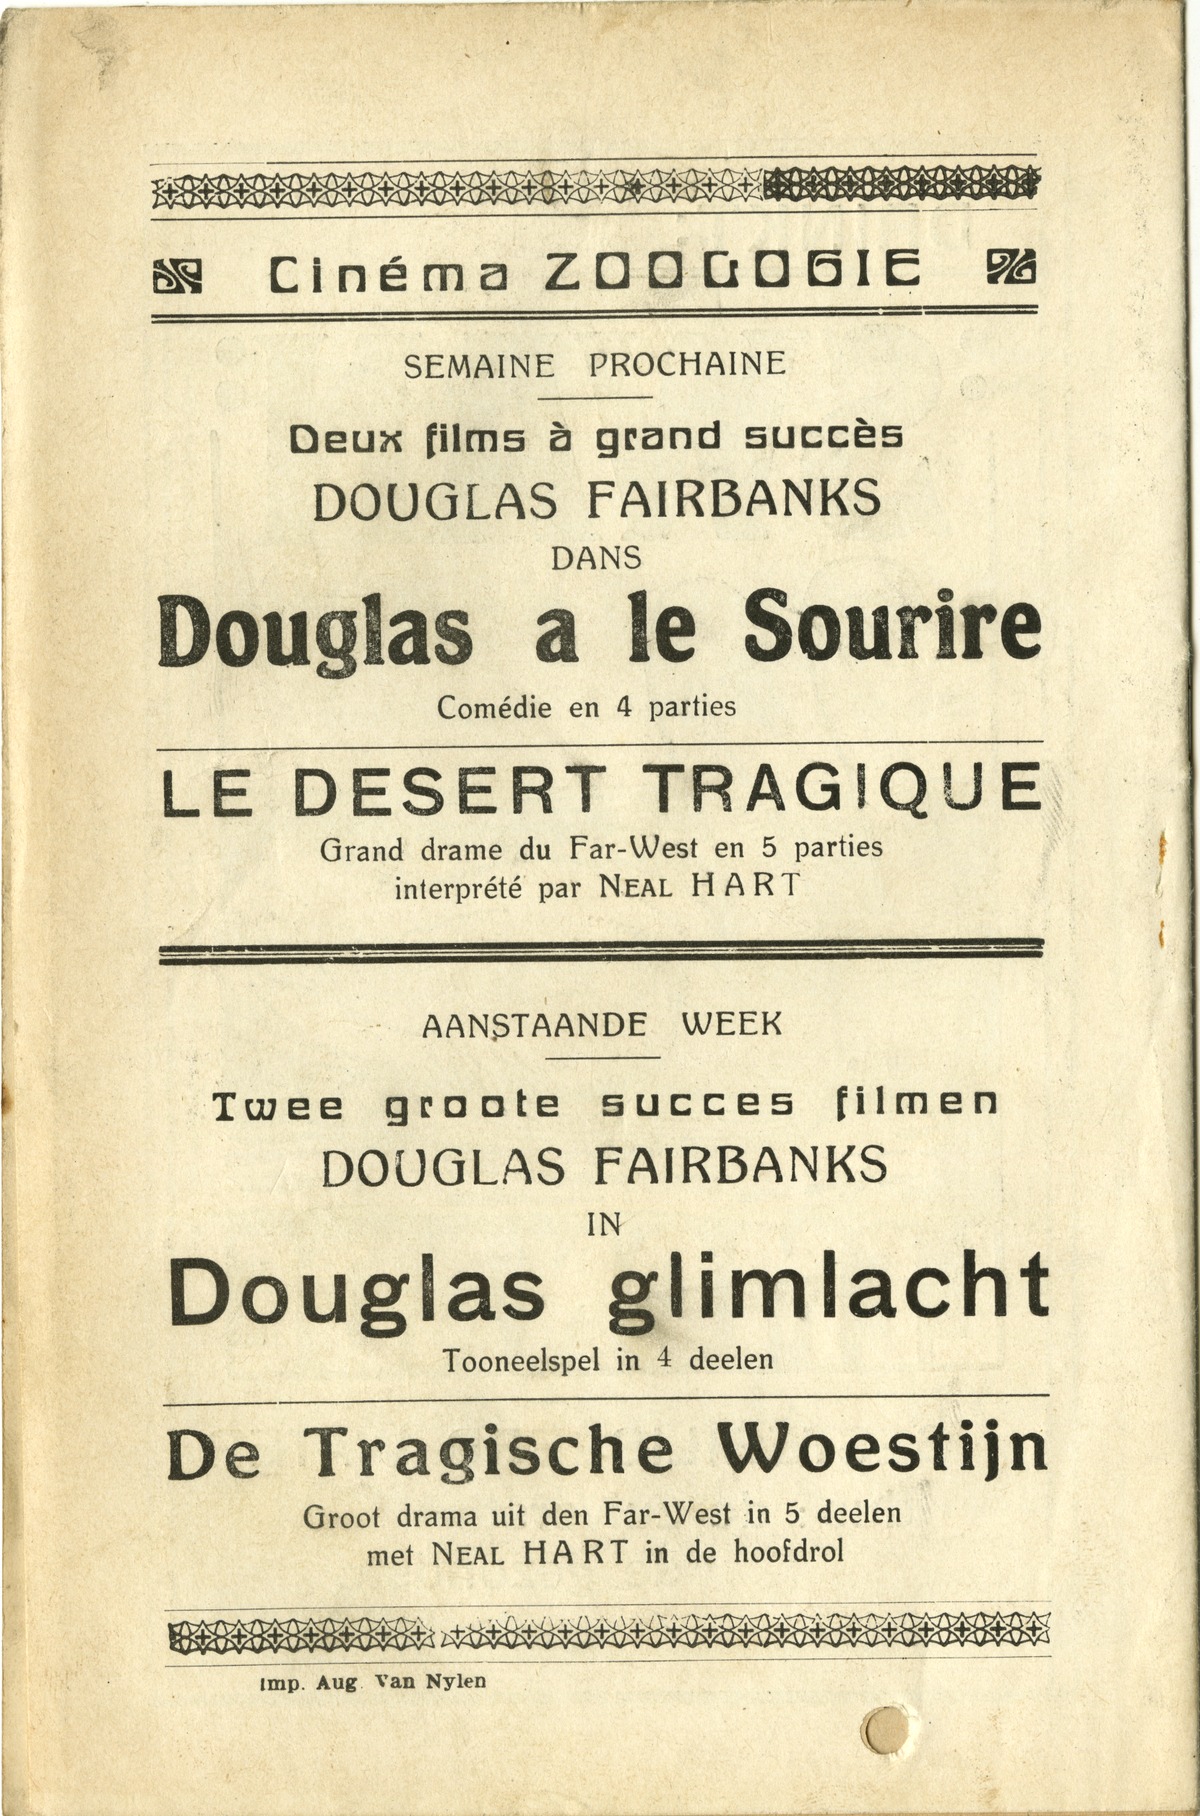 Cinéma ZOOLOGIE
SEMAINE PROCHAINE
Deux films à grand succès
DOUGLAS FAIRBANKS
DANS
Douglas a le Sourire
Comédie en 4 parties
LE DESERT TRAGIQUE
Grand drame du Far-West en 5 parties
interprété par NEAL HART
AANSTAANDE WEEK
Twee groote succes filmen
DOUGLAS FAIRBANKS
IN
Douglas glimlacht
Tooneelspel in 4 deelen
De Tragische Woestijn
Groot drama uit den Far-West in 5 deelen
met NEAL HART in de hoofdrol
Imp. Aug. Van Nylen